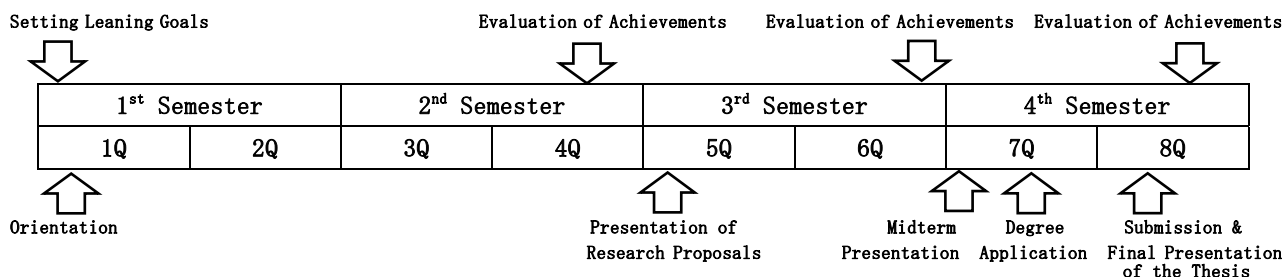 Setting Leaning Goals Evaluation of Achievements Evaluation of Achievements Evaluation of Achievements
1st Semester 2nd Semester 3rd Semester 4th Semester
1Q 2Q 3Q 4Q 5Q 6Q 7Q 8Q
Orientation Presentation of Midterm Degree Submission &
Research Proposals Presentation Application Final Presentation
of the Thesis